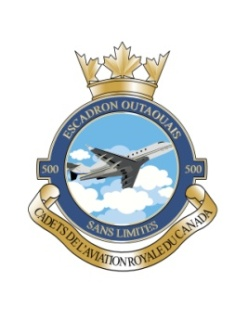 ESCADRON OUTAOUAIS
500
500
SANS LIMITES
CADETS DE L'AVIATION ROYALE DU CANADA